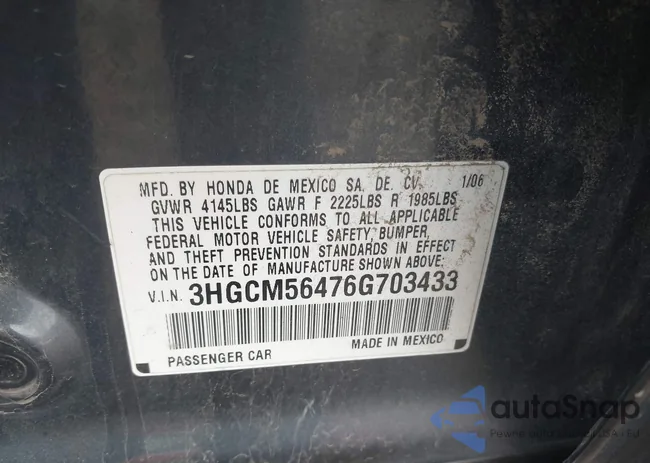 MFD. BY HONDA DE MEXICO SA, DE. CV. 1/06
GVWR 4145LBS GAWR F 2225LBS R 1985LBS
THIS VEHICLE CONFORMS TO ALL APPLICABLE
FEDERAL MOTOR VEHICLE SAFETY, BUMPER,
AND THEFT PREVENTION STANDARDS IN EFFECT
ON THE DATE OF MANUFACTURE SHOWN ABOVE:
V.I.N. 3HGCM56476G703433
PASSENGER CAR MADE IN MEXICO
autoSnap
Pewne auto